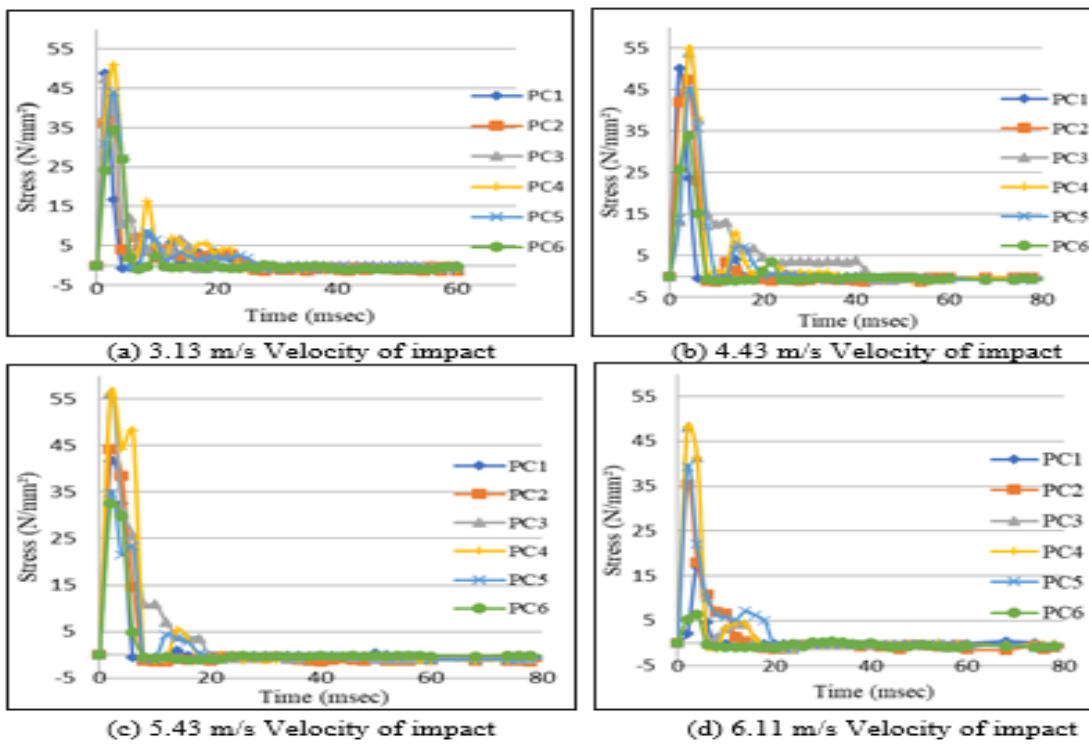 55
45
35
25
15
5
-5
Stress (N/mm²)
0
20
40
60
Time (msec)
PC1
PC2
PC3
PC4
PC5
PC6
(a) 3.13 m/s Velocity of impact
55
45
35
25
15
5
-5
Stress (N/mm²)
0
20
40
60
80
Time (msec)
PC1
PC2
PC3
PC4
PC5
PC6
(b) 4.43 m/s Velocity of impact
55
45
35
25
15
5
-5
Stress (N/mm²)
0
20
40
60
80
Time (msec)
PC1
PC2
PC3
PC4
PC5
PC6
(c) 5.43 m/s Velocity of impact
55
45
35
25
15
5
-5
Stress (N/mm²)
0
20
40
60
80
Time (msec)
PC1
PC2
PC3
PC4
PC5
PC6
(d) 6.11 m/s Velocity of impact